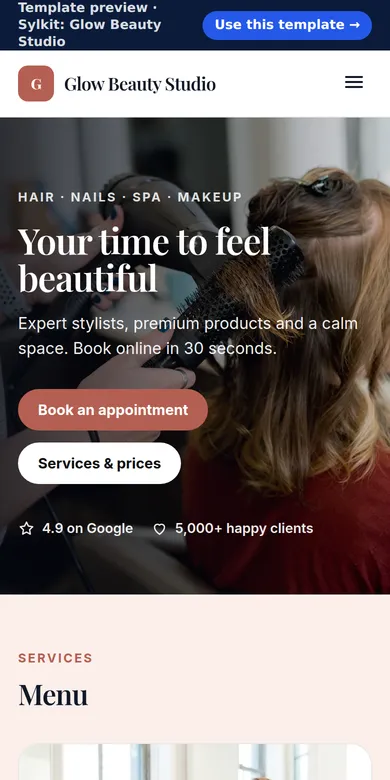 Template preview ·
Sylkit: Glow Beauty
Studio
Use this template →
G
Glow Beauty Studio
HAIR · NAILS · SPA · MAKEUP
Your time to feel
beautiful
Expert stylists, premium products and a calm
space. Book online in 30 seconds.
Book an appointment
Services & prices
4.9 on Google
5,000+ happy clients
SERVICES
Menu